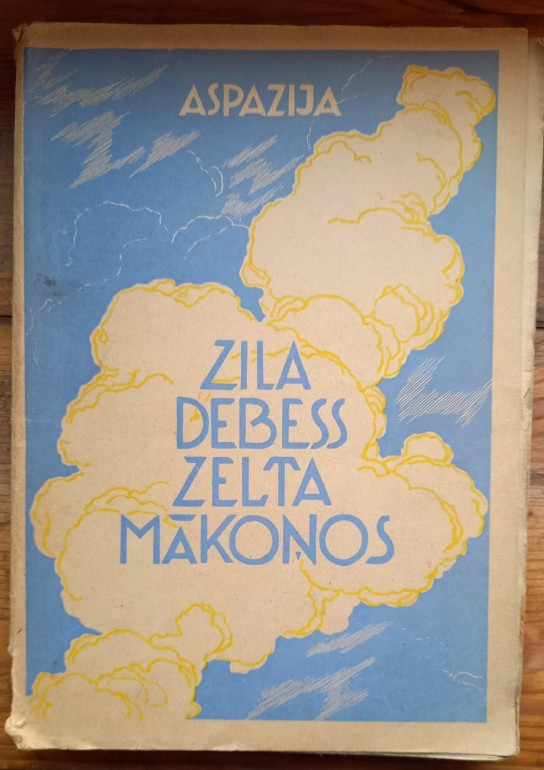 ASPAZIJA
ZILA
DEBESS
ZELTA
MĀKOŅOS